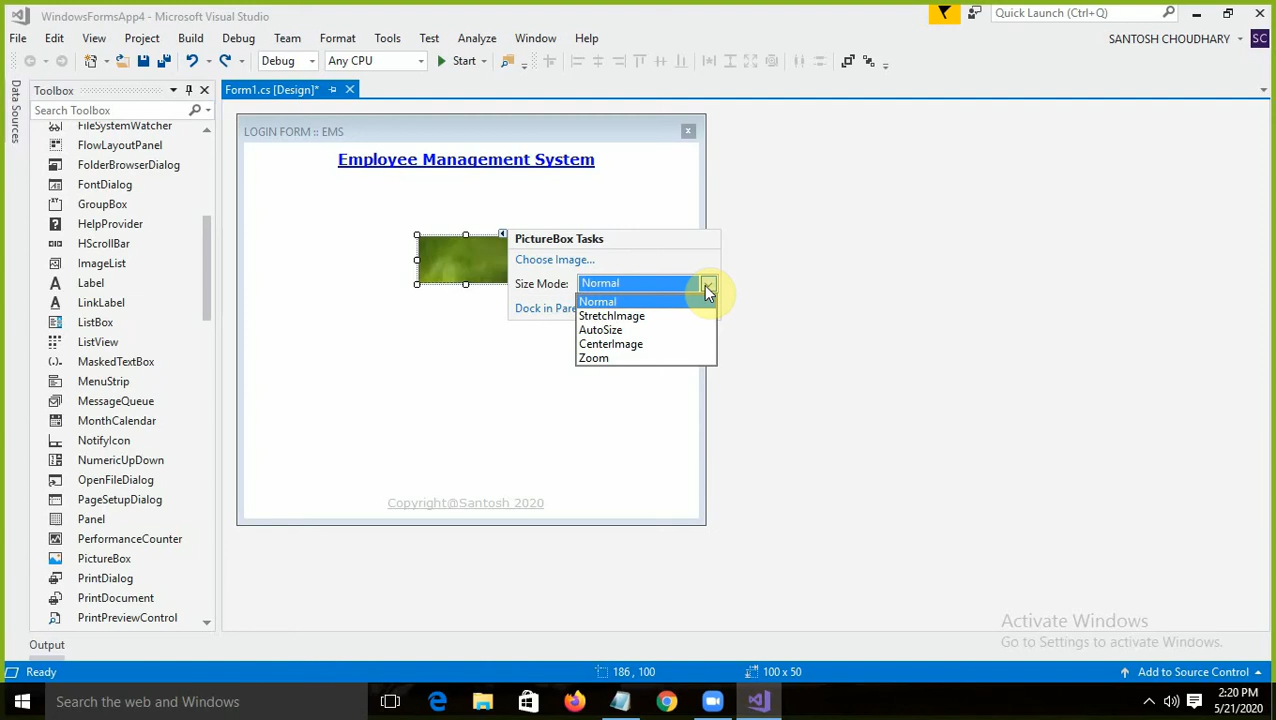 WindowsFormsApp4 - Microsoft Visual Studio
Quick Launch (Ctrl+Q)
File Edit View Project Build Debug Team Format Tools Test Analyze Window Help
SANTOSH CHOUDHARY SC
Debug Any CPU Start
Data Sources
Toolbox
Form1.cs [Design]*
Search Toolbox
FileSystemWatcher
FlowLayoutPanel
FolderBrowserDialog
FontDialog
GroupBox
HelpProvider
HScrollBar
ImageList
Label
LinkLabel
ListBox
ListView
MaskedTextBox
MenuStrip
MessageQueue
MonthCalendar
NotifyIcon
NumericUpDown
OpenFileDialog
PageSetupDialog
Panel
PerformanceCounter
PictureBox
PrintDialog
PrintDocument
PrintPreviewControl
LOGIN FORM :: EMS
Employee Management System
PictureBox Tasks
Choose Image...
Size Mode: Normal
Dock in Pare
Normal
StretchImage
AutoSize
CenterImage
Zoom
Copyright@Santosh 2020
Activate Windows
Go to Settings to activate Windows.
Output
Ready
186 , 100
100 x 50
Add to Source Control
Search the web and Windows
2:20 PM
5/21/2020